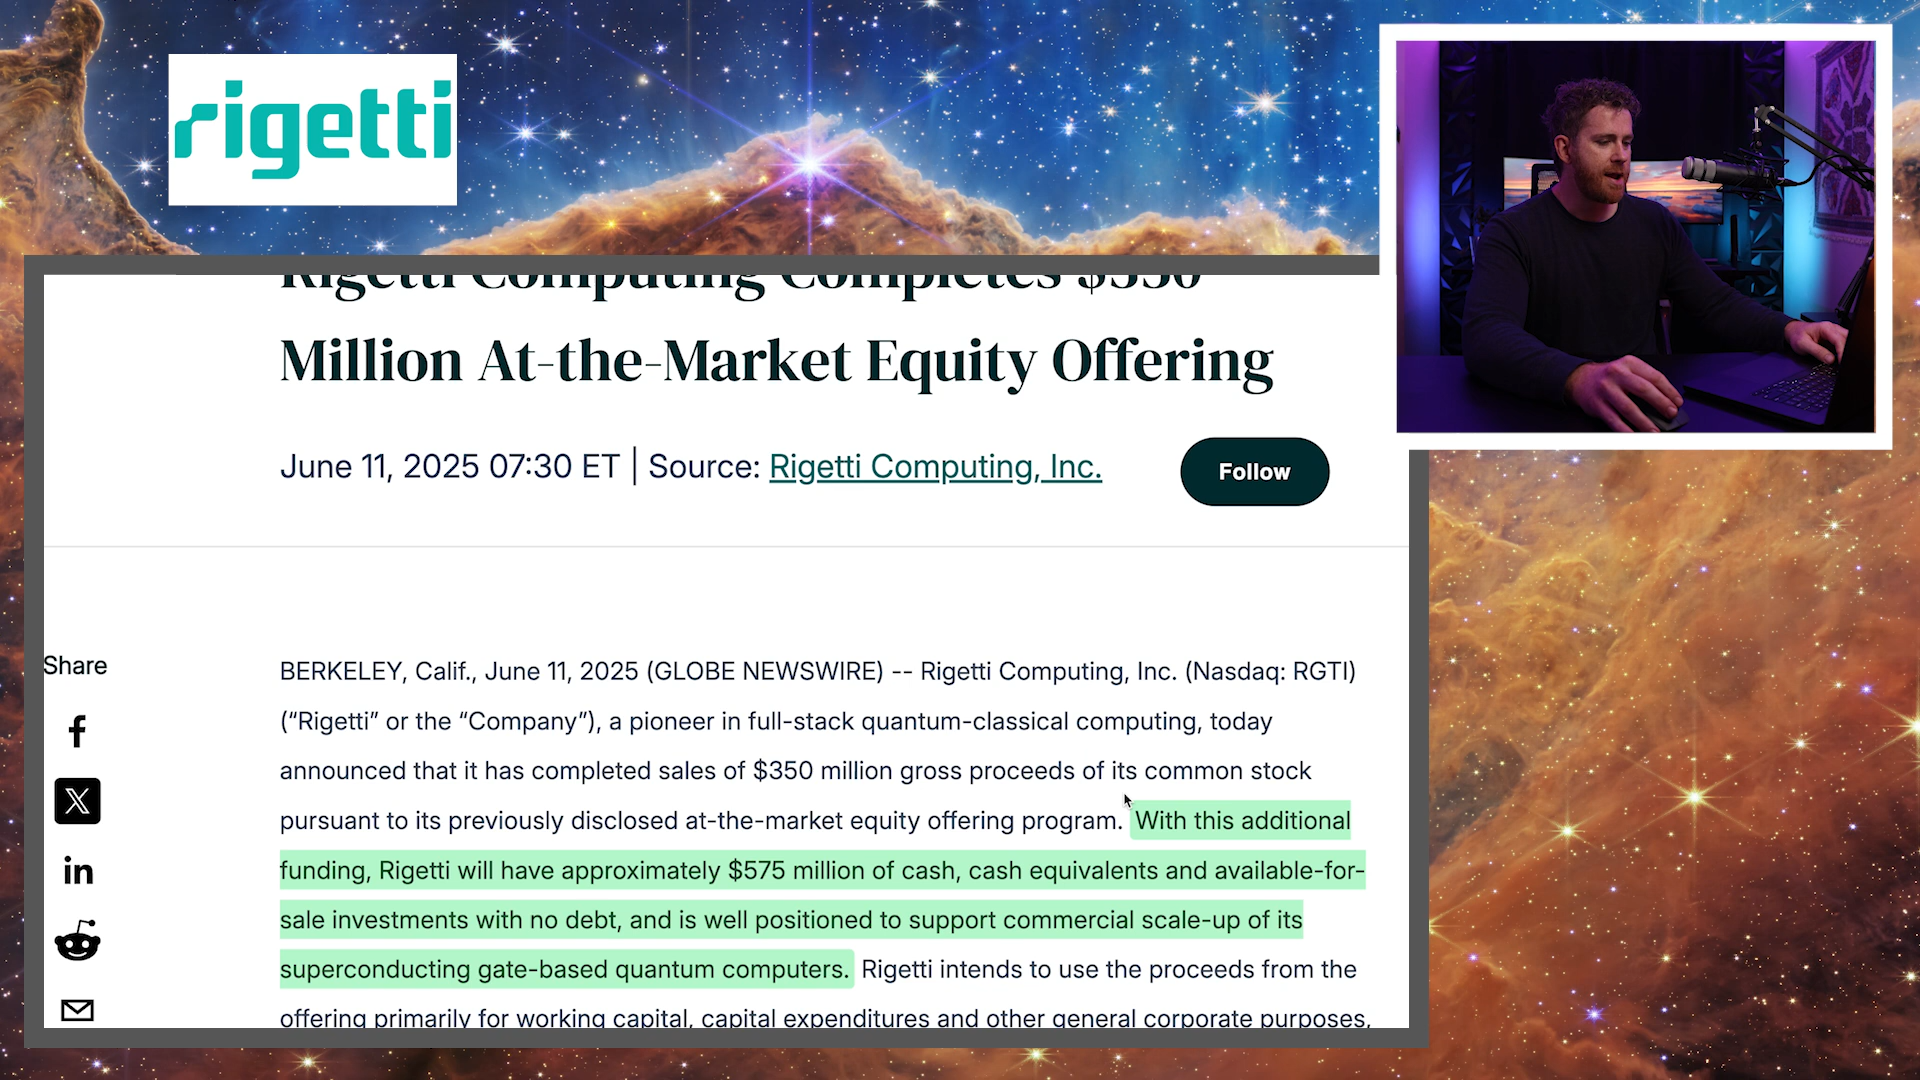 rigetti
Rigetti Computing Completes $350
Million At-the-Market Equity Offering
June 11, 2025 07:30 ET | Source: Rigetti Computing, Inc.
Follow
Share
BERKELEY, Calif., June 11, 2025 (GLOBE NEWSWIRE) -- Rigetti Computing, Inc. (Nasdaq: RGTI)
(“Rigetti” or the “Company”), a pioneer in full-stack quantum-classical computing, today
announced that it has completed sales of $350 million gross proceeds of its common stock
pursuant to its previously disclosed at-the-market equity offering program. With this additional
funding, Rigetti will have approximately $575 million of cash, cash equivalents and available-for-
sale investments with no debt, and is well positioned to support commercial scale-up of its
superconducting gate-based quantum computers. Rigetti intends to use the proceeds from the
offering primarily for working capital, capital expenditures and other general corporate purposes,